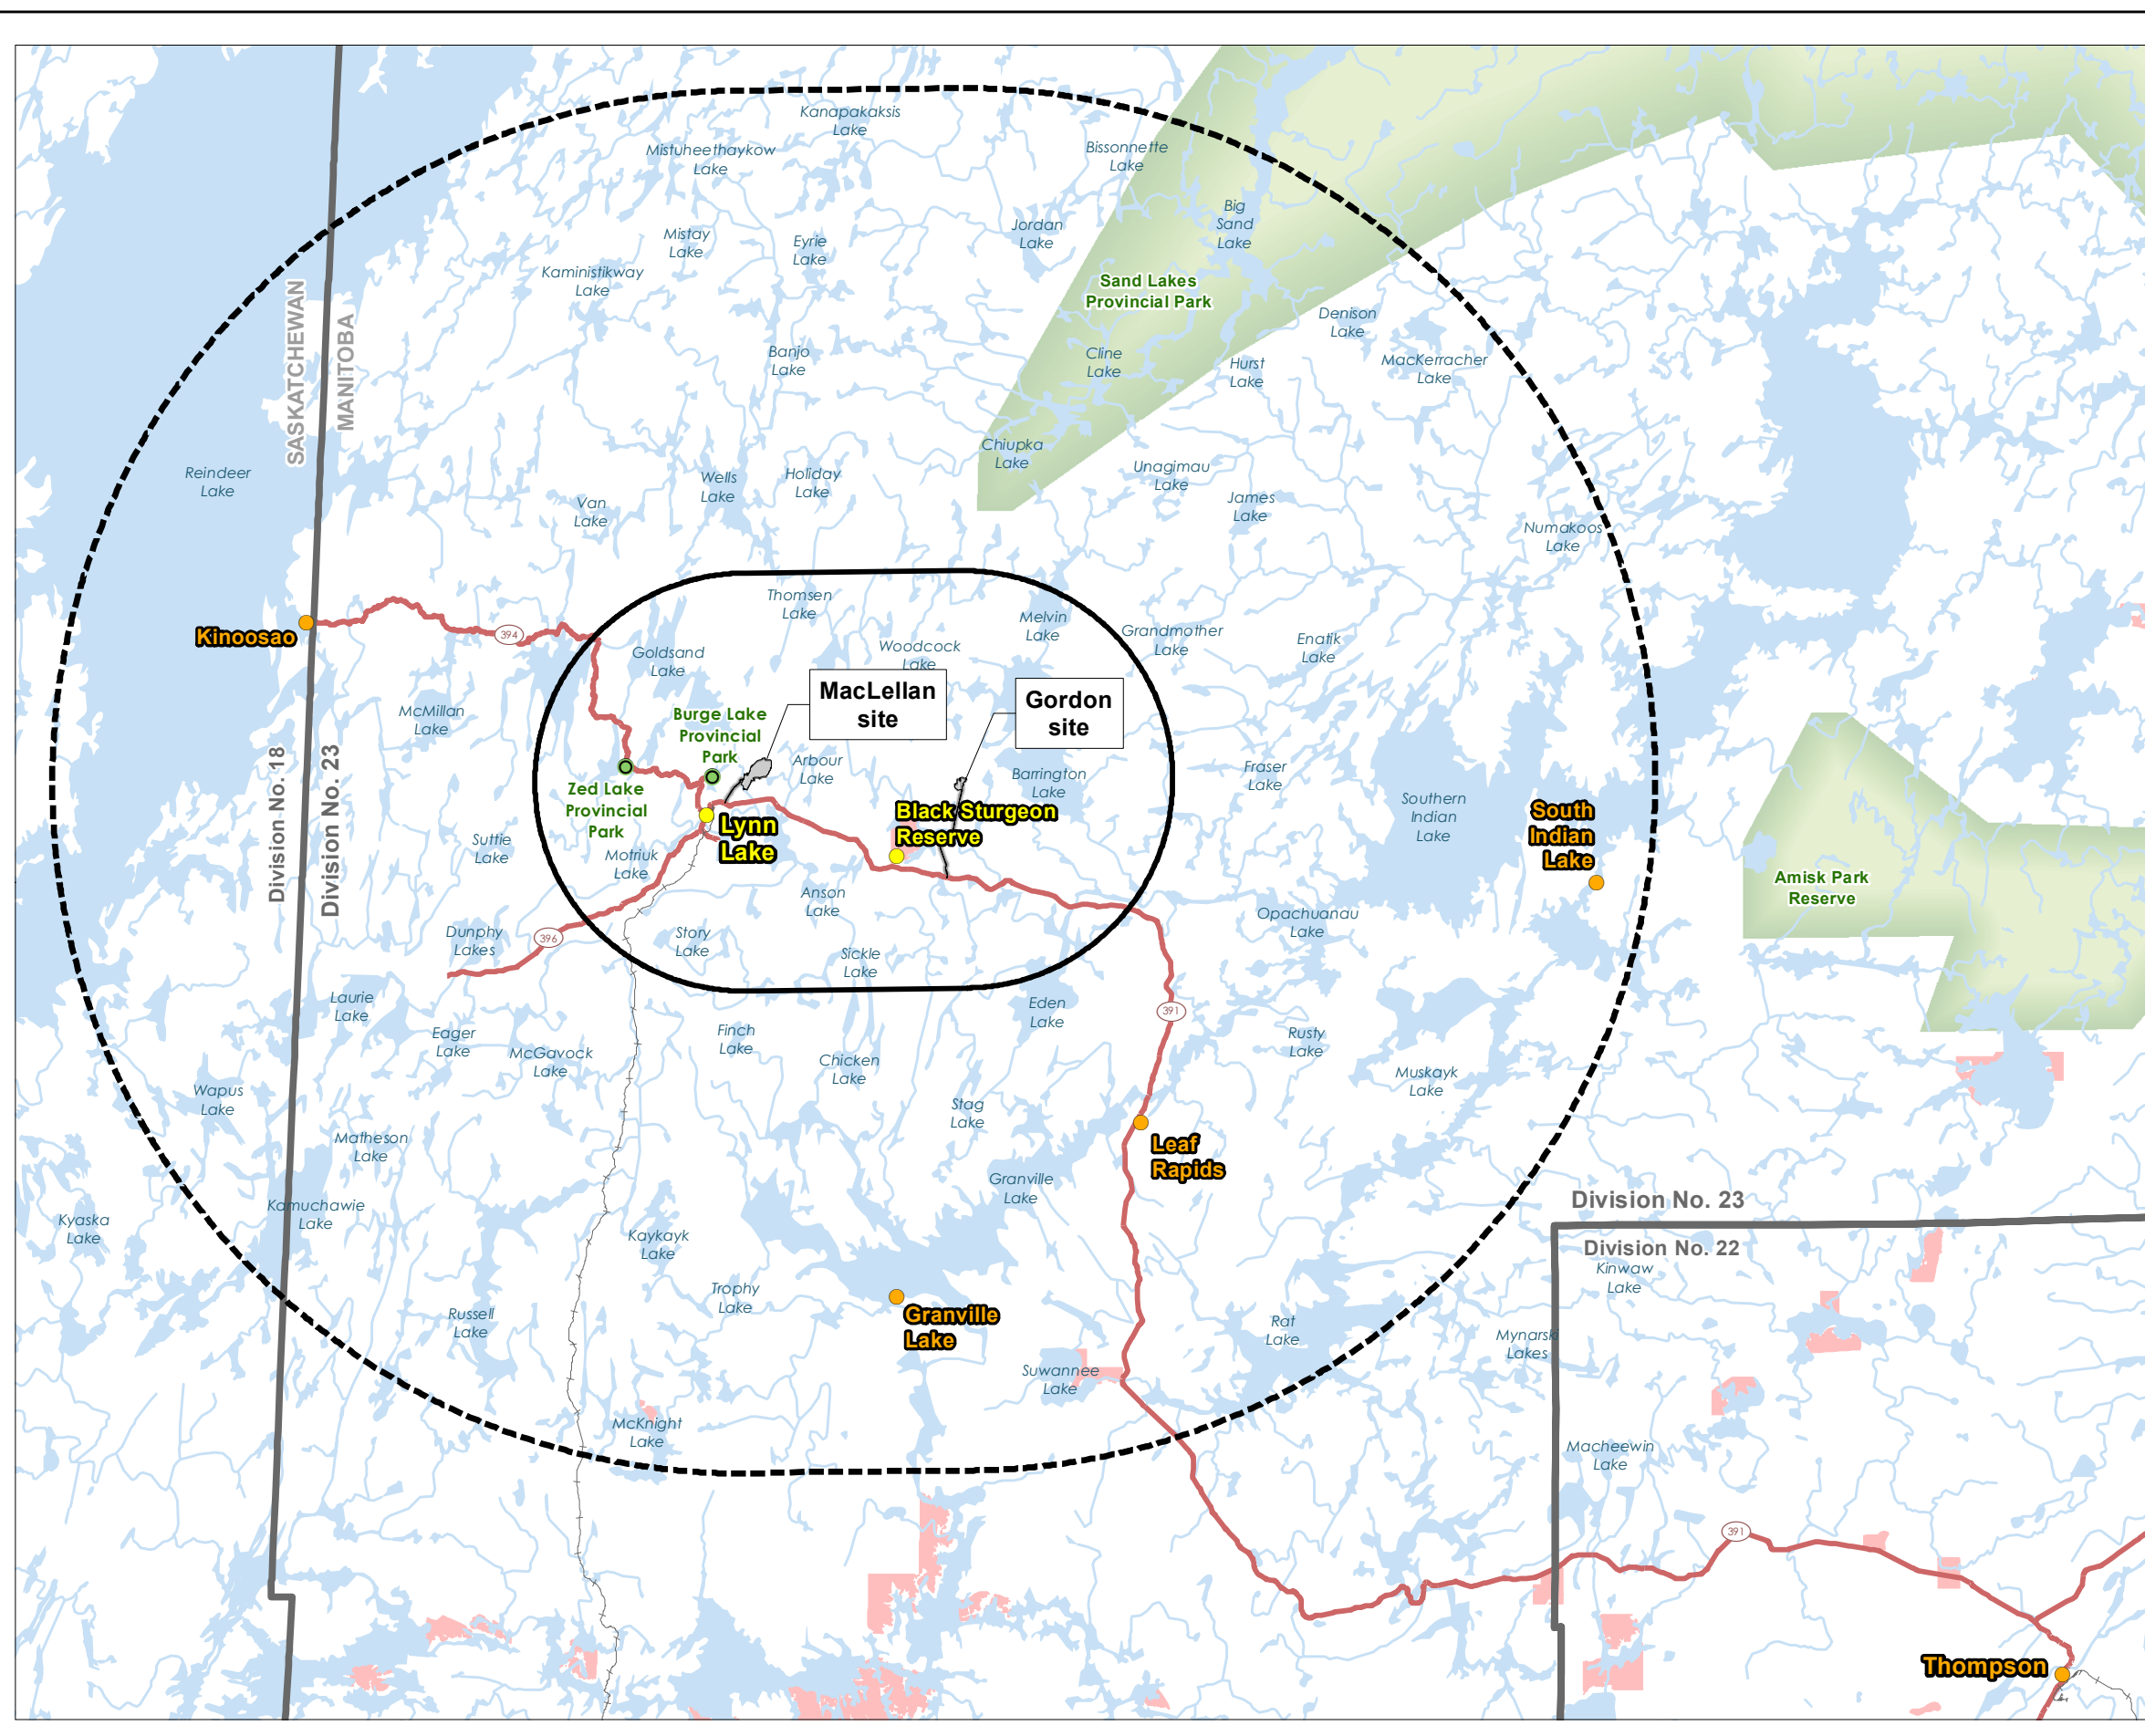 Kanapakaksis
Lake
Mistuheethaykow
Lake
Bissonnette
Lake
Big
Sand
Lake
Jordan
Lake
Mistay
Lake
Eyrie
Lake
Kaministikway
Lake
Sand Lakes
Provincial Park
SASKATCHEWAN
MANITOBA
Denison
Lake
Banjo
Lake
Cline
Lake
Hurst
Lake
MacKerracher
Lake
Chiupka
Lake
Reindeer
Lake
Wells
Lake
Holiday
Lake
Unagimau
Lake
James
Lake
Van
Lake
Numakoos
Lake
Thomsen
Lake
Melvin
Lake
Kinoosao
394
Grandmother
Lake
Enatik
Lake
Goldsand
Lake
Woodcock
Lake
MacLellan
site
Gordon
site
McMillan
Lake
Burge Lake
Provincial
Park
Arbour
Lake
Barrington
Lake
Fraser
Lake
Division No. 18
Division No. 23
Zed Lake
Provincial
Park
Black Sturgeon
Reserve
Southern
Indian
Lake
South
Indian
Lake
Lynn
Lake
Suttie
Lake
Motriuk
Lake
Amisk Park
Reserve
Anson
Lake
Opachuanau
Lake
Dunphy
Lakes
396
Story
Lake
Sickle
Lake
Laurie
Lake
Eden
Lake
391
Eager
Lake
McGavock
Lake
Finch
Lake
Chicken
Lake
Rusty
Lake
Muskayk
Lake
Wapus
Lake
Stag
Lake
Matheson
Lake
Leaf
Rapids
Granville
Lake
Kamuchawie
Lake
Kyaska
Lake
Kaykayk
Lake
Division No. 23
Division No. 22
Kinwaw
Lake
Trophy
Lake
Granville
Lake
Russell
Lake
Rat
Lake
Mynarski
Lakes
Suwannee
Lake
McKnight
Lake
Macheewin
Lake
391
Thompson